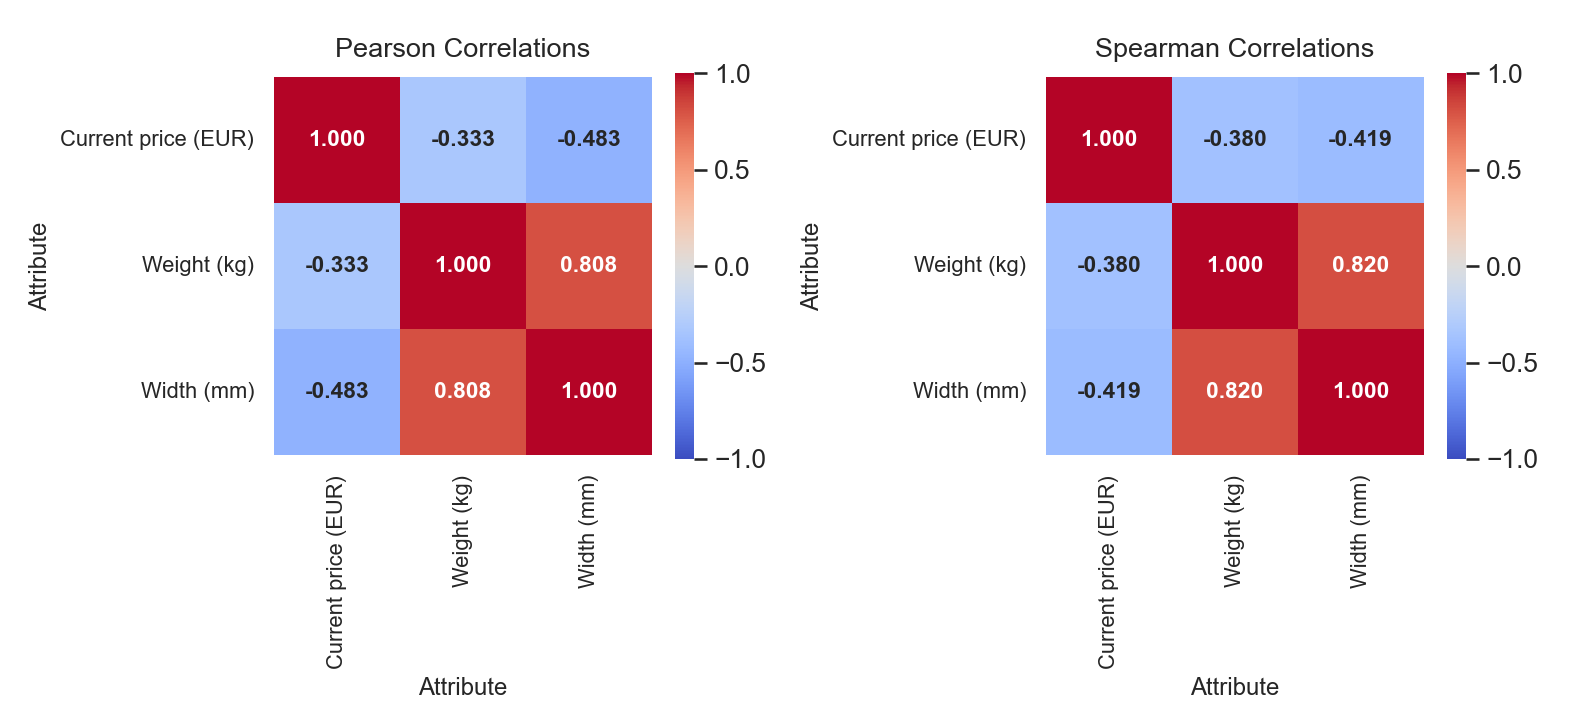 Pearson Correlations
Current price (EUR)
Weight (kg)
Width (mm)
Attribute
1.000 -0.333 -0.483
-0.333 1.000 0.808
-0.483 0.808 1.000
Current price (EUR)
Weight (kg)
Width (mm)
Attribute
1.0
0.5
0.0
−0.5
−1.0
Spearman Correlations
Current price (EUR)
Weight (kg)
Width (mm)
Attribute
1.000 -0.380 -0.419
-0.380 1.000 0.820
-0.419 0.820 1.000
Current price (EUR)
Weight (kg)
Width (mm)
Attribute
1.0
0.5
0.0
−0.5
−1.0